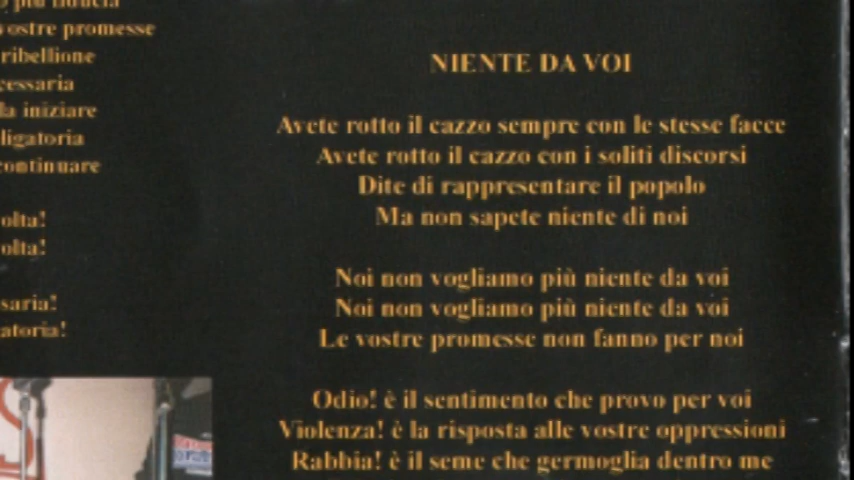 più fiducia
vostre promesse
ribellione
cessaria
da iniziare
ligatoria
continuare
olta!
olta!
saria!
atoria!
NIENTE DA VOI
Avete rotto il cazzo sempre con le stesse facce
Avete rotto il cazzo con i soliti discorsi
Dite di rappresentare il popolo
Ma non sapete niente di noi
Noi non vogliamo più niente da voi
Noi non vogliamo più niente da voi
Le vostre promesse non fanno per noi
Odio! è il sentimento che provo per voi
Violenza! è la risposta alle vostre oppressioni
Rabbia! è il seme che germoglia dentro me